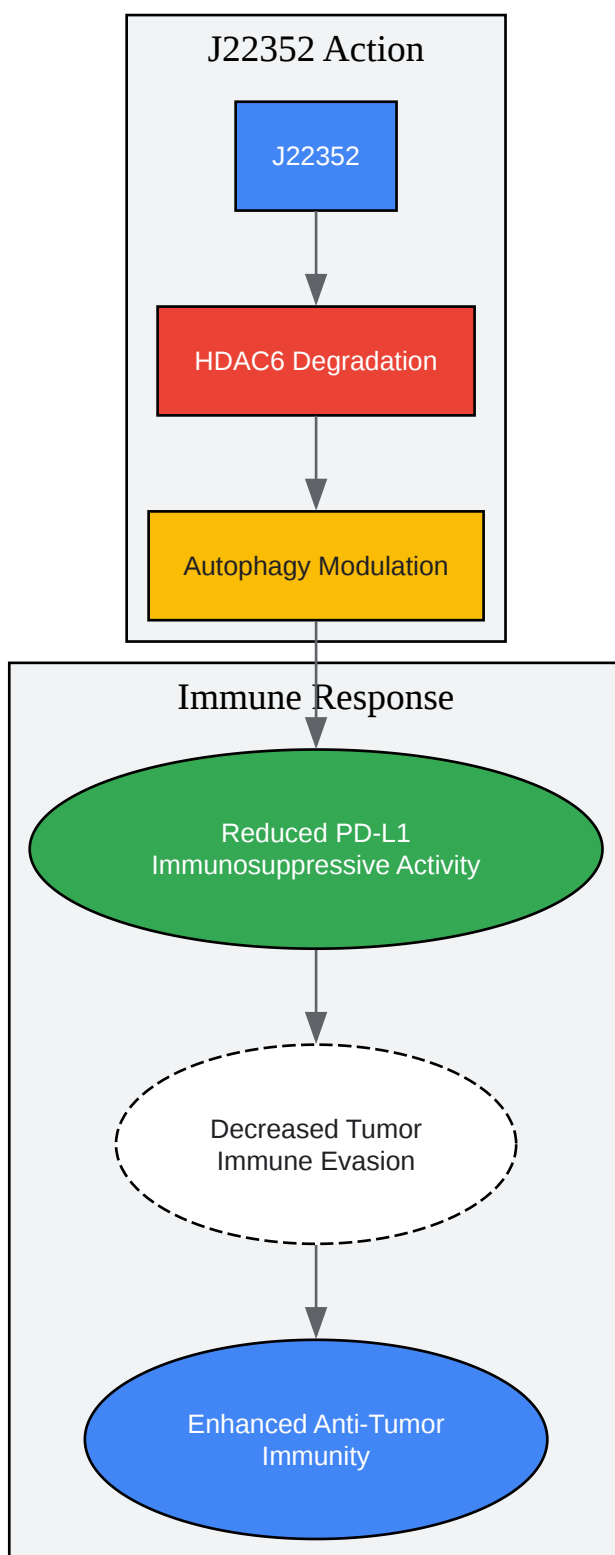 J22352 Action
J22352
HDAC6 Degradation
Autophagy Modulation
Immune Response
Reduced PD-L1
Immunosuppressive Activity
Decreased Tumor
Immune Evasion
Enhanced Anti-Tumor
Immunity